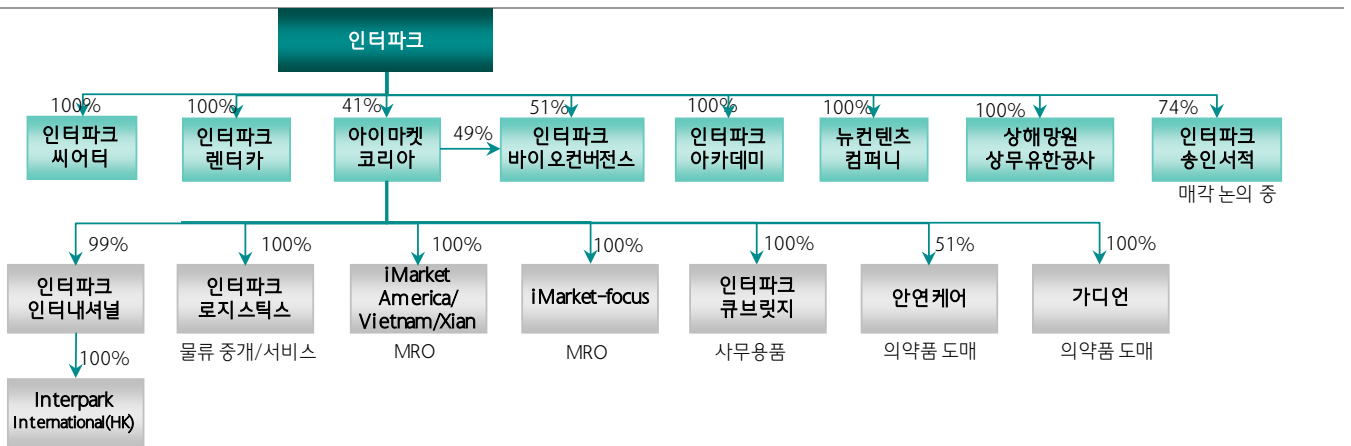 인터파크
100%
100%
41%
49%
51%
100%
100%
100%
74%
인터파크
씨어터
인터파크
렌터카
아이마켓
코리아
인터파크
바이오컨버전스
인터파크
아카데미
뉴컨텐츠
컴퍼니
상해망원
상무유한공사
인터파크
송인서적
매각 논의 중
99%
100%
100%
100%
100%
51%
100%
인터파크
인터내셔널
인터파크
로지스틱스
iMarket
America/
Vietnam/Xian
iMarket-focus
인터파크
큐브릿지
안연케어
가디언
물류 중개/서비스
MRO
MRO
사무용품
의약품 도매
의약품 도매
100%
Interpark
International(HK)